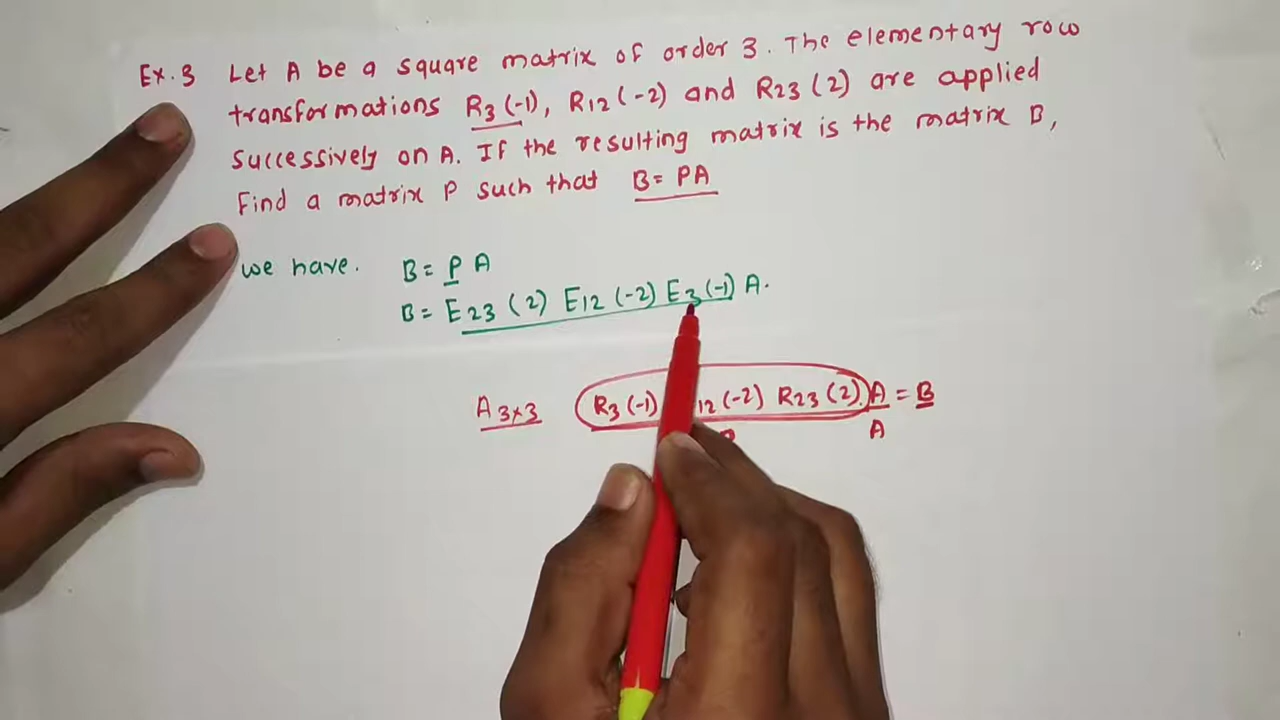 Ex.3 Let A be a square matrix of order 3. The elementary row
transformations R3(-1), R12(-2) and R23(2) are applied
successively on A. If the resulting matrix is the matrix B,
Find a matrix P such that B=PA
we have. B= P A
B= E23 (2) E12 (-2) E3 (-1) A.
A 3x3 R3(-1) 12(-2) R23(2). A = B
A